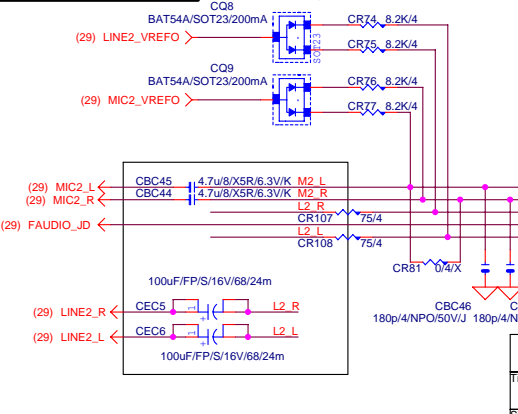 CQ8
BAT54A/SOT23/200mA
CR74 8.2K/4
(29) LINE2_VREFO
SOT23
CR75 8.2K/4
CQ9
BAT54A/SOT23/200mA
CR76 8.2K/4
(29) MIC2_VREFO
CR77 8.2K/4
(29) MIC2_L CBC45 4.7u/8/X5R/6.3V/K M2_L
(29) MIC2_R CBC44 4.7u/8/X5R/6.3V/K M2_R
L2_R
(29) FAUDIO_JD CR107 75/4
L2_L
CR108 75/4
CR81 0/4/X
100uF/FP/S/16V/68/24m
(29) LINE2_R CEC5 1 L2_R
+
CBC46
180p/4/NPO/50V/J 180p/4/N
(29) LINE2_L CEC6 1 L2_L
+
100uF/FP/S/16V/68/24m